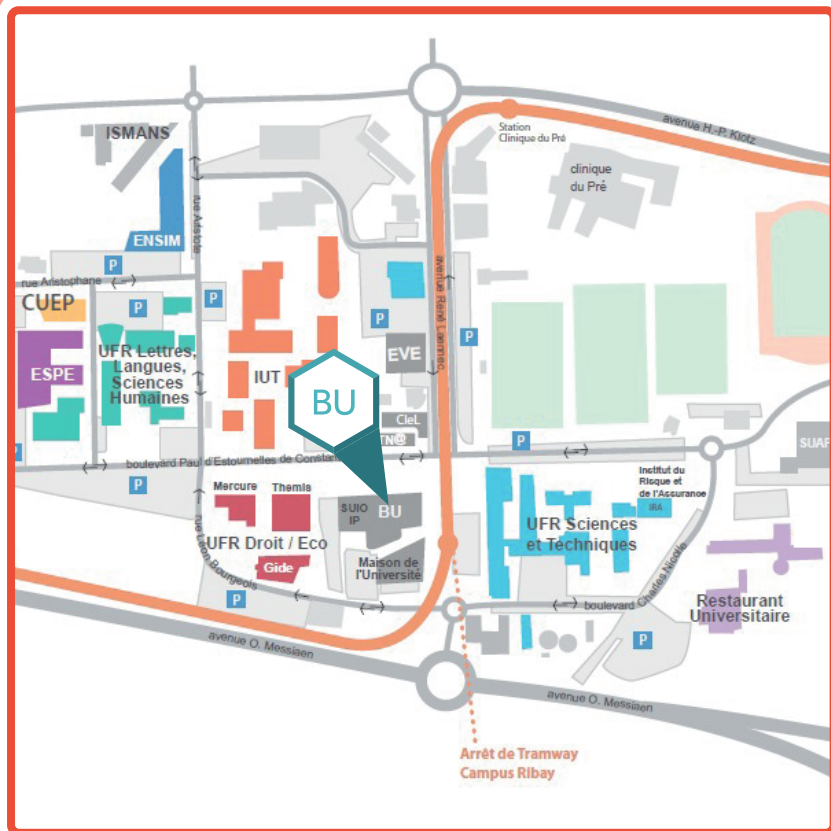 avenue H.-P. Klotz
Station
Clinique du Pré
ISMANS
clinique
du Pré
rue Aristote
ENSIM
P
rue Aristophane
CUEP
P
P
P
avenue René Laennec
P
ESPE
UFR Lettres,
Langues,
Sciences
Humaines
IUT
EVE
BU
CIeL
TN@
P
SUAP
boulevard Paul d'Estournelles de Constant
P
P
Institut du
Risque et
de l'Assurance
IRA
Mercure
Themis
SUIO
IP
BU
UFR Sciences
et Techniques
UFR Droit / Eco
Gide
Maison de
l'Université
rue Léon Bourgeois
P
boulevard Charles Nicolle
Restaurant
Universitaire
P
avenue O. Messiaen
avenue O. Messiaen
Arrêt de Tramway
Campus Ribay